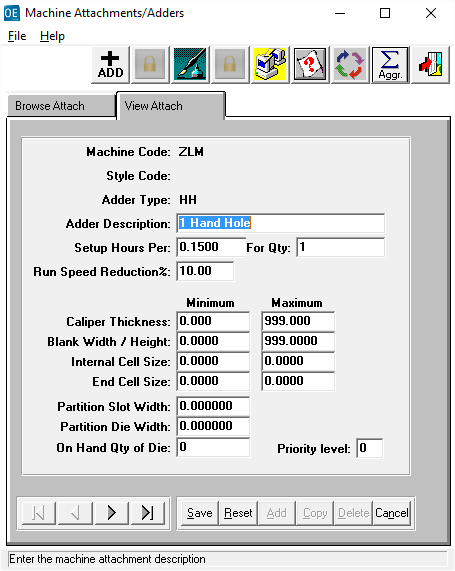 OE Machine Attachments/Adders
File Help
+ ADD Σ Aggr.
Browse Attach View Attach
Machine Code: ZLM
Style Code:
Adder Type: HH
Adder Description: 1 Hand Hole
Setup Hours Per: 0.1500 For Qty: 1
Run Speed Reduction%: 10.00
Minimum Maximum
Caliper Thickness: 0.000 999.000
Blank Width / Height: 0.0000 999.0000
Internal Cell Size: 0.0000 0.0000
End Cell Size: 0.0000 0.0000
Partition Slot Width: 0.000000
Partition Die Width: 0.000000
On Hand Qty of Die: 0 Priority level: 0
Save Reset Add Copy Delete Cancel
Enter the machine attachment description